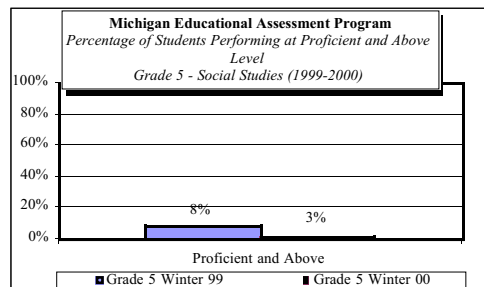 Michigan Educational Assessment Program
Percentage of Students Performing at Proficient and Above
Level
Grade 5 - Social Studies (1999-2000)
100%
80%
60%
40%
20%
0%
8%
3%
Proficient and Above
Grade 5 Winter 99
Grade 5 Winter 00